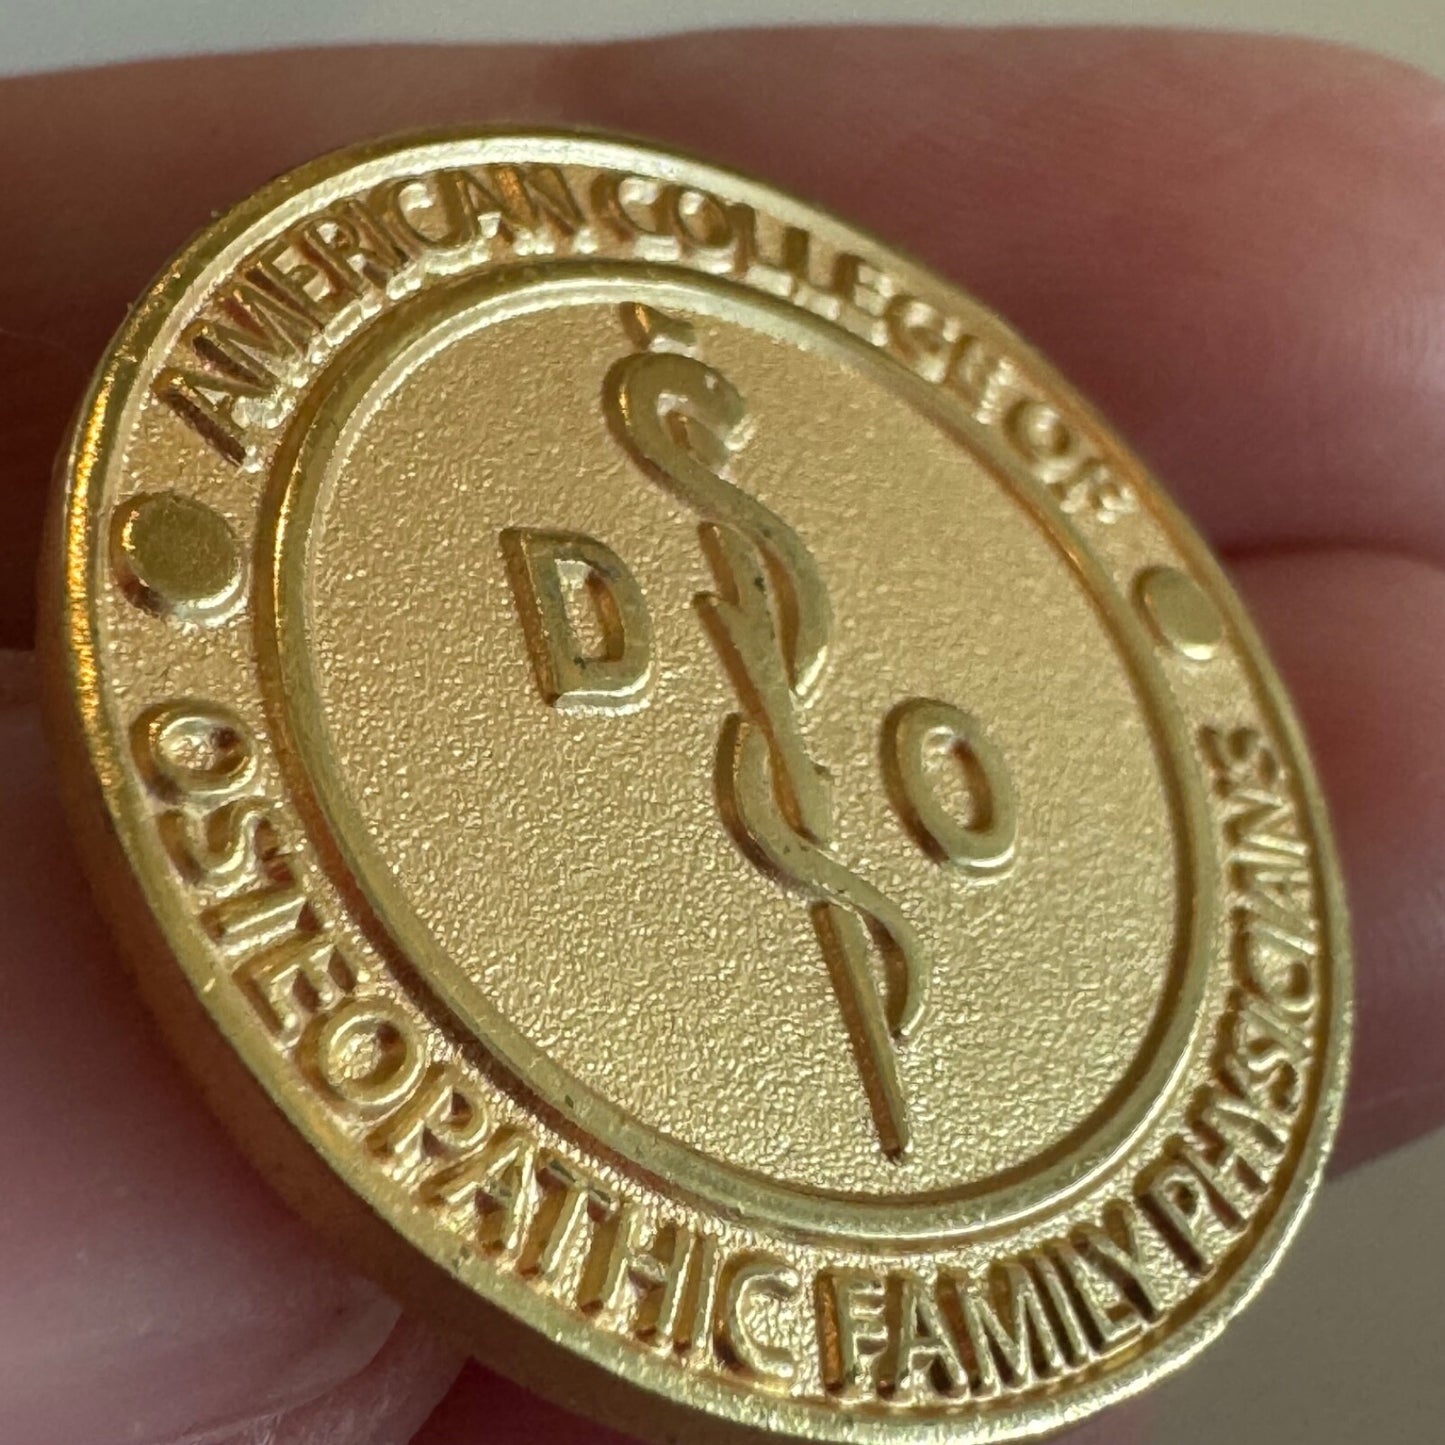 AMERICAN COLLEGE OF
D O
OSTEOPATHIC FAMILY PHYSICIANS